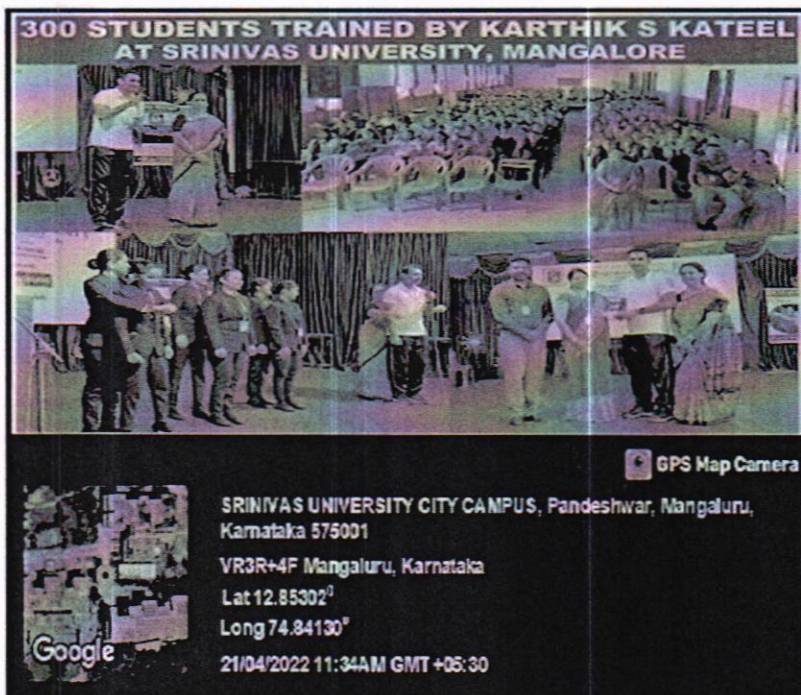 300 STUDENTS TRAINED BY KARTHIK S KATEEL
AT SRINIVAS UNIVERSITY, MANGALORE
GPS Map Camera
SRINIVAS UNIVERSITY CITY CAMPUS, Pandeshwar, Mangaluru,
Karnataka 575001
VR3R+4F Mangaluru, Karnataka
Lat 12.85302°
Long 74.84130°
21/04/2022 11:34AM GMT +05:30
Google